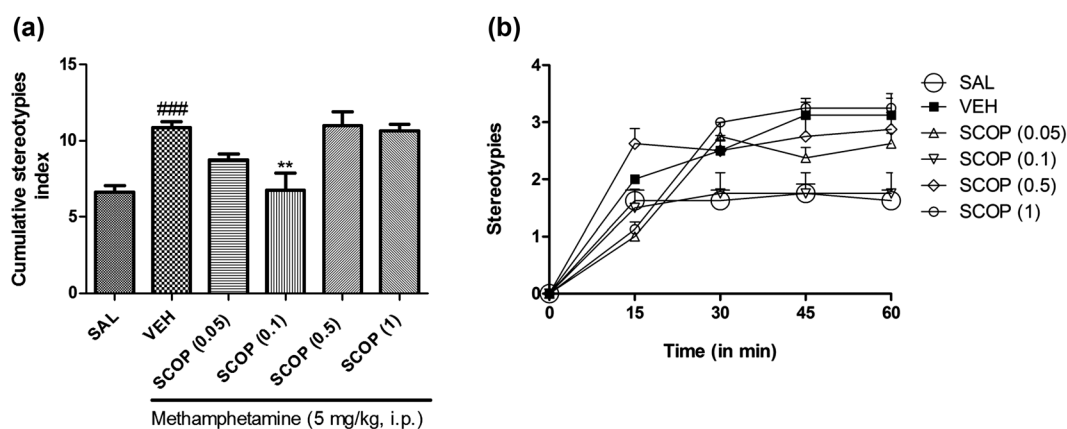 (a)
Cumulative stereotypies
index
15
10
5
0
###
**
SAL
VEH
SCOP (0.05)
SCOP (0.1)
SCOP (0.5)
SCOP (1)
Methamphetamine (5 mg/kg, i.p.)
(b)
Stereotypies
4
3
2
1
0
0 15 30 45 60
Time (in min)
SAL
VEH
SCOP (0.05)
SCOP (0.1)
SCOP (0.5)
SCOP (1)